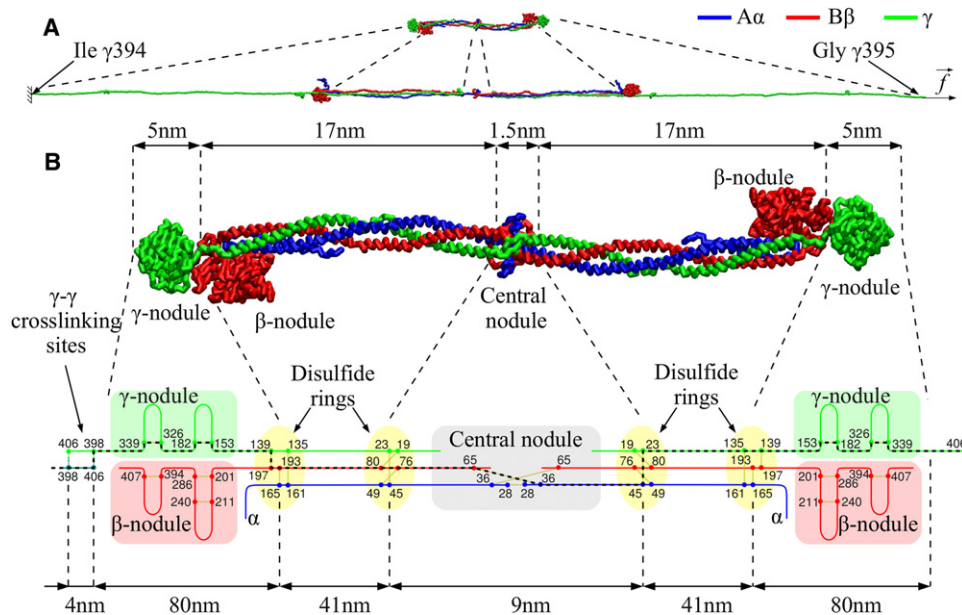 A
Aα Bβ γ
Ile γ394
Gly γ395
f
5nm 17nm 1.5nm 17nm 5nm
B
β-nodule
γ-γ
crosslinking
sites
γ-nodule
β-nodule
Central
nodule
γ-nodule
Disulfide
rings
Disulfide
rings
γ-nodule
γ-nodule
406 398 339 326 182 153 139 135 23 19 Central nodule 19 23 135 139 153 326 182 339 406
398 406 407 394 286 201 197 193 80 76 65 65 76 80 193 197 201 394 286 407
240 211 165 161 49 45 36 28 28 36 45 49 161 165 211 240
β-nodule α α β-nodule
4nm 80nm 41nm 9nm 41nm 80nm